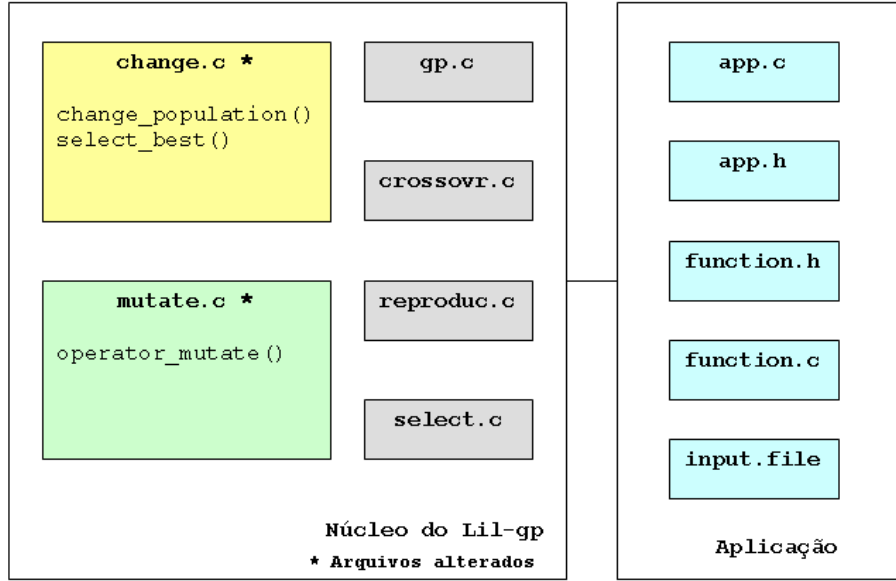 change.c *
change_population()
select_best()
mutate.c *
operator_mutate()
gp.c
crossovr.c
reproduc.c
select.c
Núcleo do Lil-gp
* Arquivos alterados
app.c
app.h
function.h
function.c
input.file
Aplicação